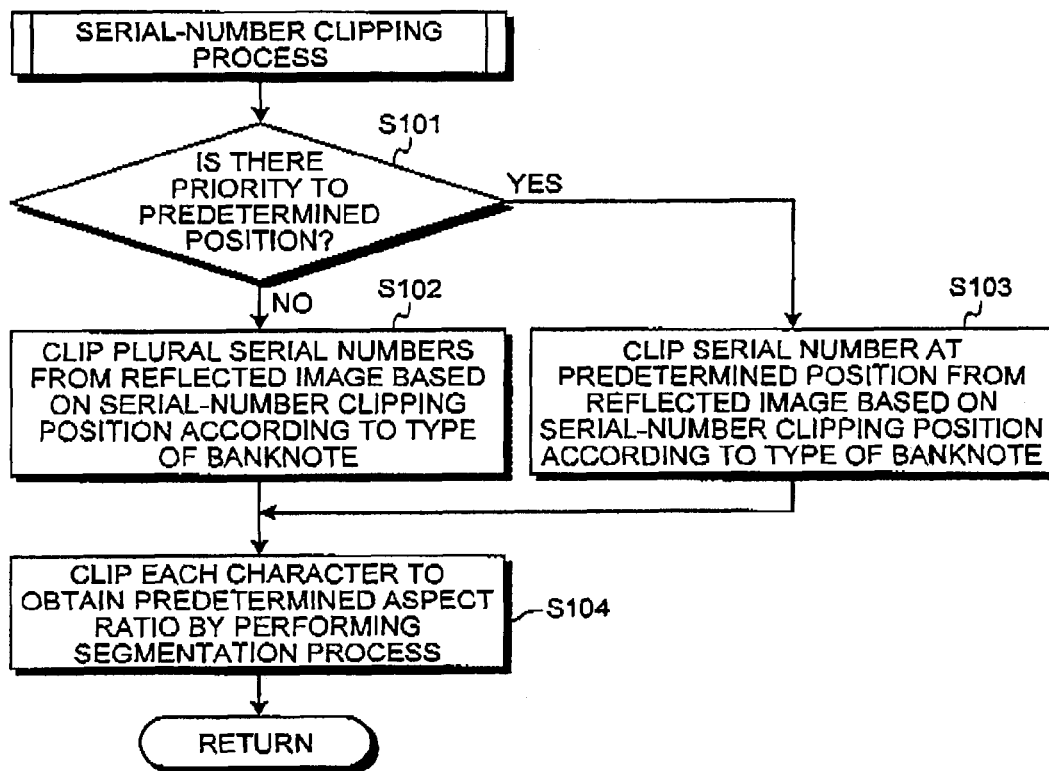 SERIAL-NUMBER CLIPPING
PROCESS
S101
IS THERE
PRIORITY TO
PREDETERMINED
POSITION?
YES
NO
S102
CLIP PLURAL SERIAL NUMBERS
FROM REFLECTED IMAGE BASED
ON SERIAL-NUMBER CLIPPING
POSITION ACCORDING TO TYPE
OF BANKNOTE
S103
CLIP SERIAL NUMBER AT
PREDETERMINED POSITION FROM
REFLECTED IMAGE BASED ON
SERIAL-NUMBER CLIPPING POSITION
ACCORDING TO TYPE OF BANKNOTE
CLIP EACH CHARACTER TO
OBTAIN PREDETERMINED ASPECT
RATIO BY PERFORMING
SEGMENTATION PROCESS
S104
RETURN